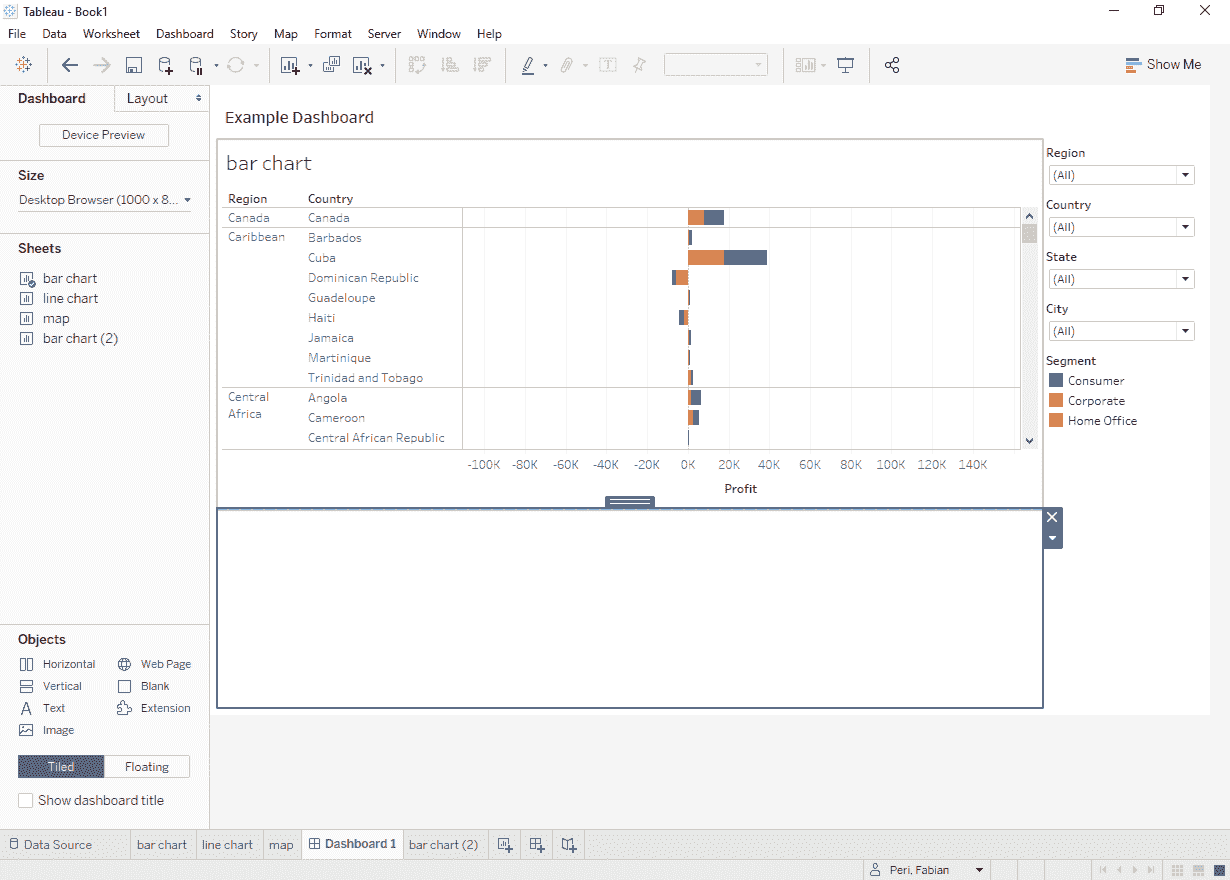 Tableau - Book1
File Data Worksheet Dashboard Story Map Format Server Window Help
Show Me
Dashboard Layout
Device Preview
Size
Desktop Browser (1000 x 8...
Sheets
bar chart
line chart
map
bar chart (2)
Objects
Horizontal Web Page
Vertical Blank
Text Extension
Image
Tiled Floating
Show dashboard title
Example Dashboard
bar chart
Region Country
Canada Canada
Caribbean Barbados
Cuba
Dominican Republic
Guadeloupe
Haiti
Jamaica
Martinique
Trinidad and Tobago
Central Angola
Africa
Cameroon
Central African Republic
-100K -80K -60K -40K -20K 0K 20K 40K 60K 80K 100K 120K 140K
Profit
Region
(All)
Country
(All)
State
(All)
City
(All)
Segment
Consumer
Corporate
Home Office
Data Source bar chart line chart map Dashboard 1 bar chart (2)
Peri, Fabian